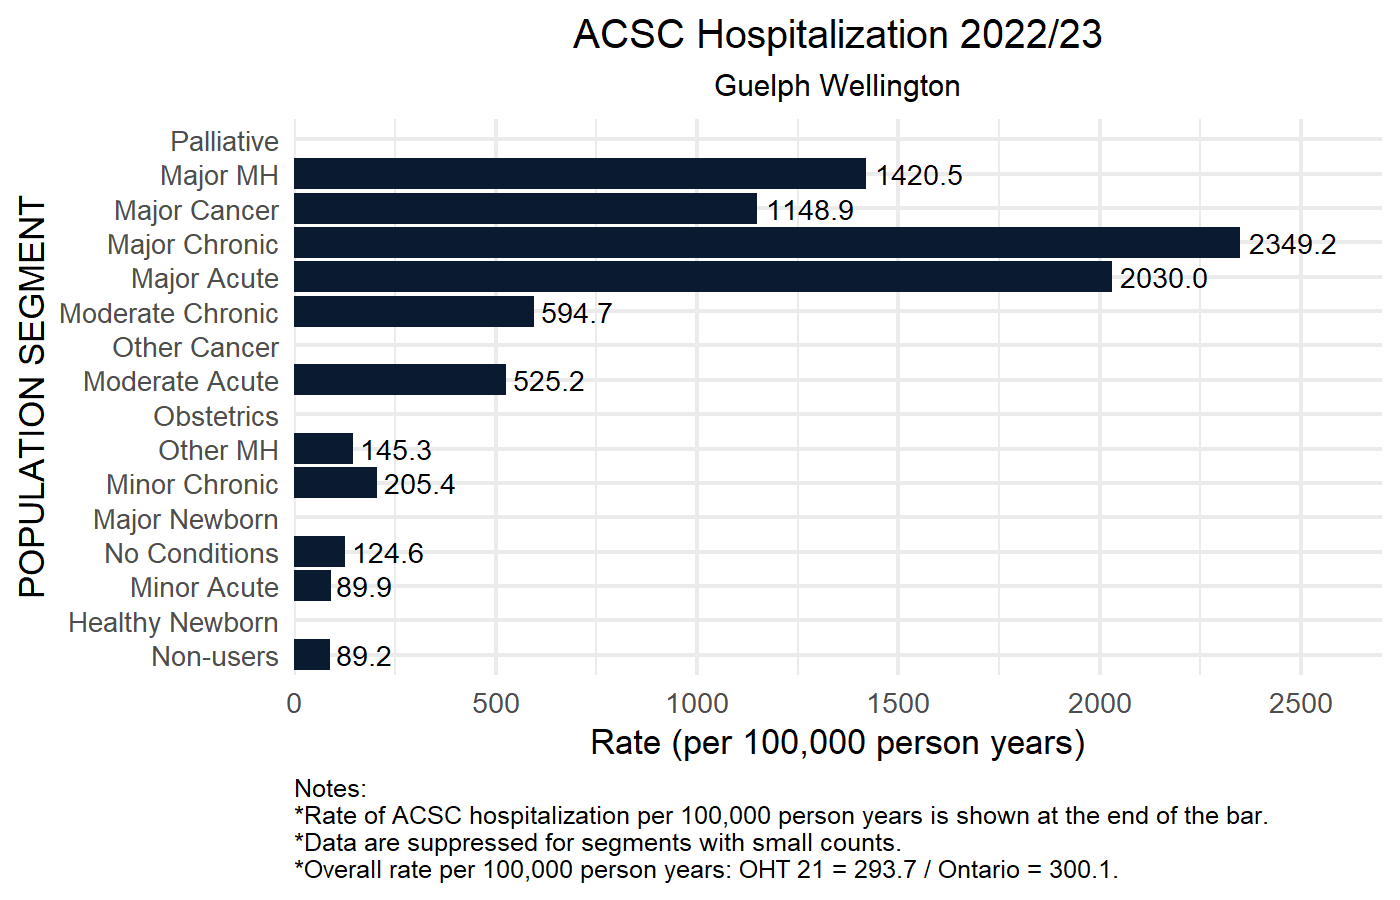 ACSC Hospitalization 2022/23
Guelph Wellington
POPULATION SEGMENT
Palliative
Major MH 1420.5
Major Cancer 1148.9
Major Chronic 2349.2
Major Acute 2030.0
Moderate Chronic 594.7
Other Cancer
Moderate Acute 525.2
Obstetrics
Other MH 145.3
Minor Chronic 205.4
Major Newborn
No Conditions 124.6
Minor Acute 89.9
Healthy Newborn
Non-users 89.2
0 500 1000 1500 2000 2500
Rate (per 100,000 person years)
Notes:
*Rate of ACSC hospitalization per 100,000 person years is shown at the end of the bar.
*Data are suppressed for segments with small counts.
*Overall rate per 100,000 person years: OHT 21 = 293.7 / Ontario = 300.1.